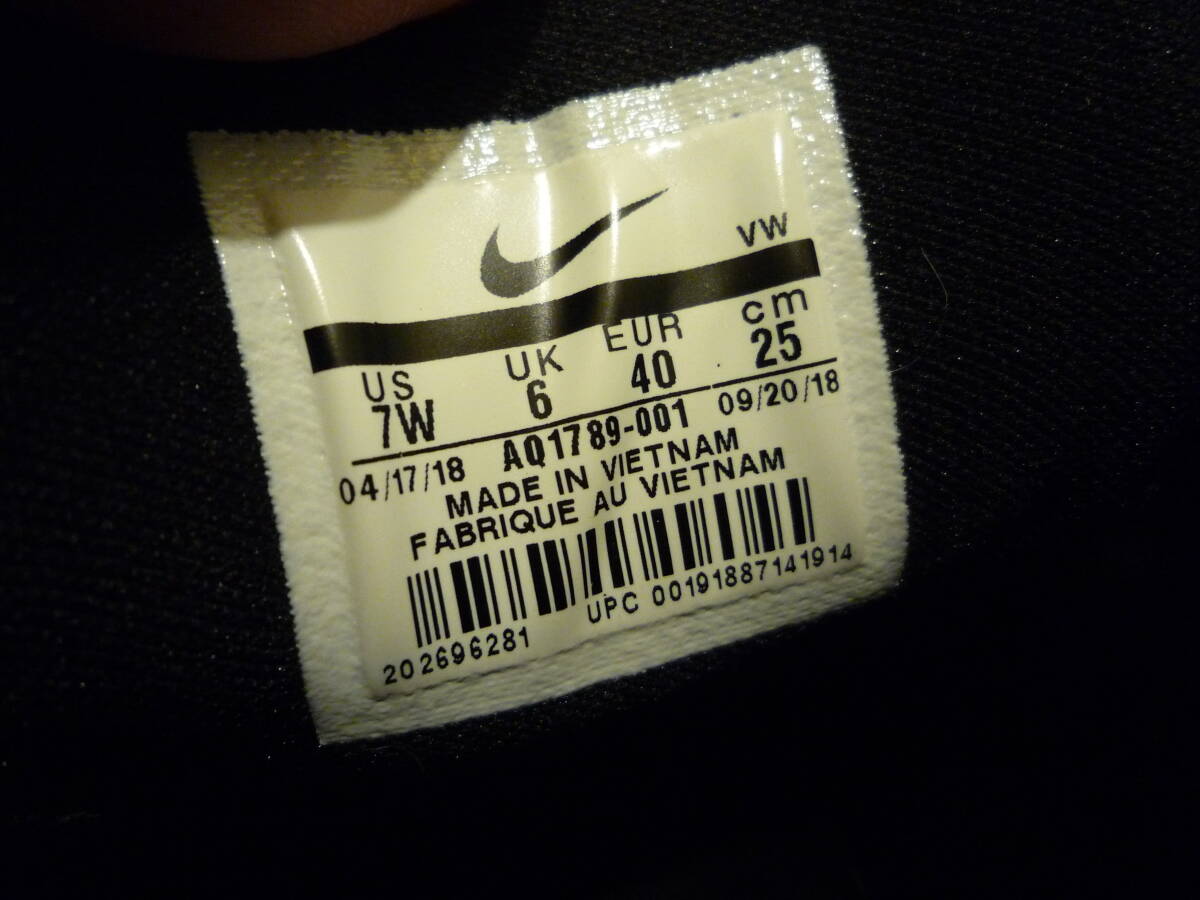 VW
US UK EUR cm
7W 6 40 25
04/17/18 AQ1789-001 09/20/18
MADE IN VIETNAM
FABRIQUE AU VIETNAM
202696281 UPC 00191887141914